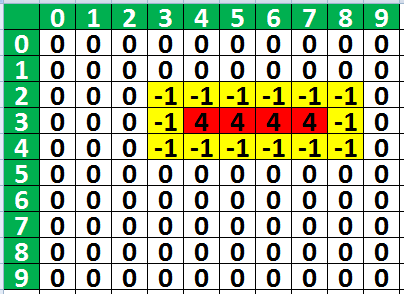 0 1 2 3 4 5 6 7 8 9
0 0 0 0 0 0 0 0 0 0 0
1 0 0 0 0 0 0 0 0 0 0
2 0 0 0 -1 -1 -1 -1 -1 -1 0
3 0 0 0 -1 4 4 4 4 -1 0
4 0 0 0 -1 -1 -1 -1 -1 -1 0
5 0 0 0 0 0 0 0 0 0 0
6 0 0 0 0 0 0 0 0 0 0
7 0 0 0 0 0 0 0 0 0 0
8 0 0 0 0 0 0 0 0 0 0
9 0 0 0 0 0 0 0 0 0 0